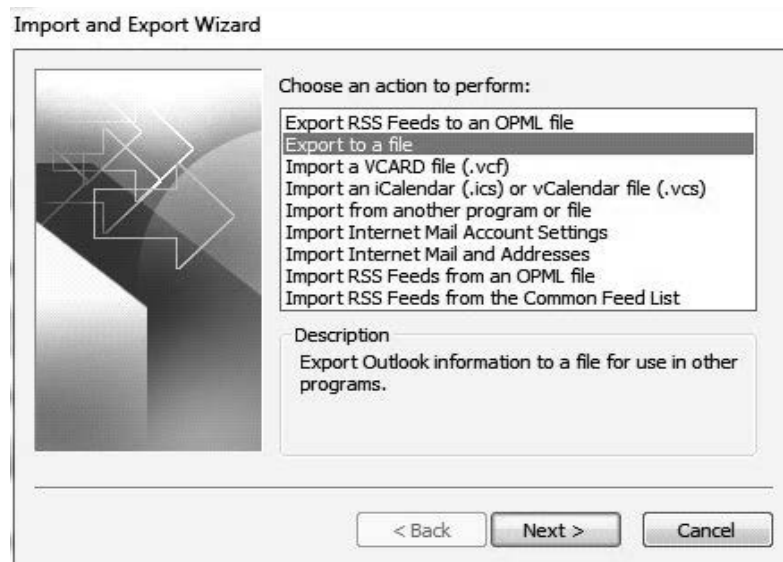 Import and Export Wizard
Choose an action to perform:
Export RSS Feeds to an OPML file
Export to a file
Import a VCARD file (.vcf)
Import an iCalendar (.ics) or vCalendar file (.vcs)
Import from another program or file
Import Internet Mail Account Settings
Import Internet Mail and Addresses
Import RSS Feeds from an OPML file
Import RSS Feeds from the Common Feed List
Description
Export Outlook information to a file for use in other
programs.
< Back Next > Cancel